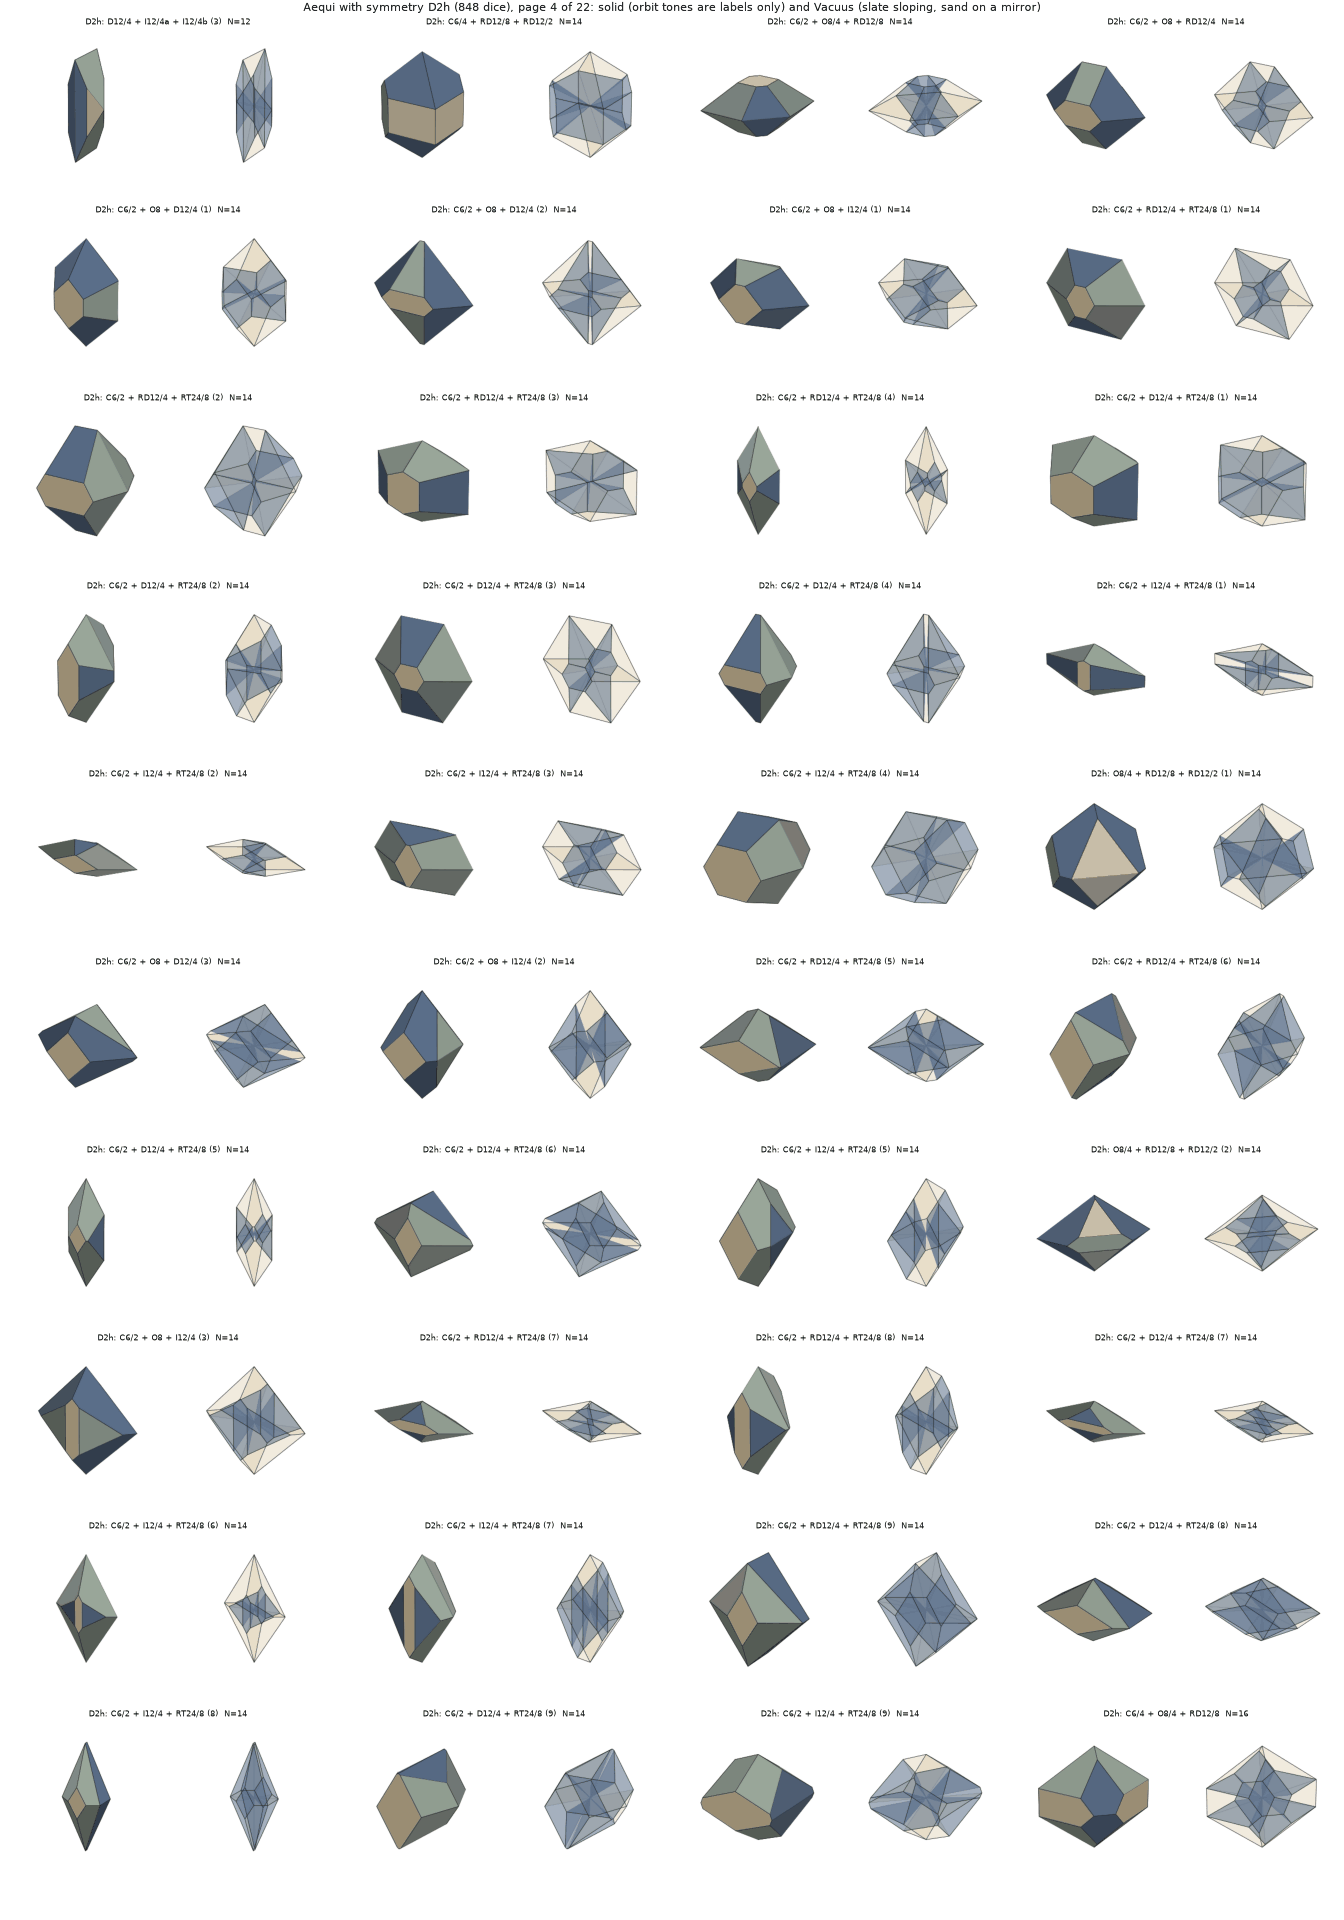 Aequi with symmetry D2h (848 dice), page 4 of 22: solid (orbit tones are labels only) and Vacuus (slate sloping, sand on a mirror)
D2h: D12/4 + I12/4a + I12/4b (3)  N=12
D2h: C6/4 + RD12/8 + RD12/2  N=14
D2h: C6/2 + O8/4 + RD12/8  N=14
D2h: C6/2 + O8 + RD12/4  N=14
D2h: C6/2 + O8 + D12/4 (1)  N=14
D2h: C6/2 + O8 + D12/4 (2)  N=14
D2h: C6/2 + O8 + I12/4 (1)  N=14
D2h: C6/2 + RD12/4 + RT24/8 (1)  N=14
D2h: C6/2 + RD12/4 + RT24/8 (2)  N=14
D2h: C6/2 + RD12/4 + RT24/8 (3)  N=14
D2h: C6/2 + RD12/4 + RT24/8 (4)  N=14
D2h: C6/2 + D12/4 + RT24/8 (1)  N=14
D2h: C6/2 + D12/4 + RT24/8 (2)  N=14
D2h: C6/2 + D12/4 + RT24/8 (3)  N=14
D2h: C6/2 + D12/4 + RT24/8 (4)  N=14
D2h: C6/2 + I12/4 + RT24/8 (1)  N=14
D2h: C6/2 + I12/4 + RT24/8 (2)  N=14
D2h: C6/2 + I12/4 + RT24/8 (3)  N=14
D2h: C6/2 + I12/4 + RT24/8 (4)  N=14
D2h: O8/4 + RD12/8 + RD12/2 (1)  N=14
D2h: C6/2 + O8 + D12/4 (3)  N=14
D2h: C6/2 + O8 + I12/4 (2)  N=14
D2h: C6/2 + RD12/4 + RT24/8 (5)  N=14
D2h: C6/2 + RD12/4 + RT24/8 (6)  N=14
D2h: C6/2 + D12/4 + RT24/8 (5)  N=14
D2h: C6/2 + D12/4 + RT24/8 (6)  N=14
D2h: C6/2 + I12/4 + RT24/8 (5)  N=14
D2h: O8/4 + RD12/8 + RD12/2 (2)  N=14
D2h: C6/2 + O8 + I12/4 (3)  N=14
D2h: C6/2 + RD12/4 + RT24/8 (7)  N=14
D2h: C6/2 + RD12/4 + RT24/8 (8)  N=14
D2h: C6/2 + D12/4 + RT24/8 (7)  N=14
D2h: C6/2 + I12/4 + RT24/8 (6)  N=14
D2h: C6/2 + I12/4 + RT24/8 (7)  N=14
D2h: C6/2 + RD12/4 + RT24/8 (9)  N=14
D2h: C6/2 + D12/4 + RT24/8 (8)  N=14
D2h: C6/2 + I12/4 + RT24/8 (8)  N=14
D2h: C6/2 + D12/4 + RT24/8 (9)  N=14
D2h: C6/2 + I12/4 + RT24/8 (9)  N=14
D2h: C6/4 + O8/4 + RD12/8  N=16